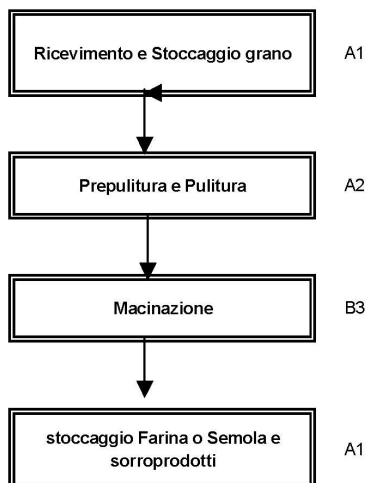 Ricevimento e Stoccaggio grano A1
Prepulitura e Pulitura A2
Macinazione B3
stoccaggio Farina o Semola e
sorroprodotti A1